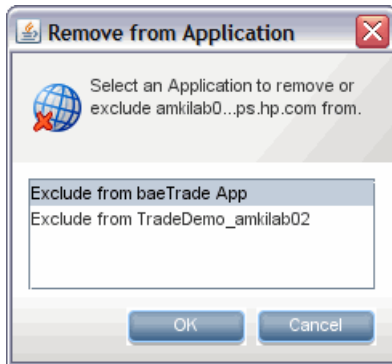 Remove from Application
Select an Application to remove or
exclude amkilab0...ps.hp.com from.
Exclude from baeTrade App
Exclude from TradeDemo_amkilab02
OK
Cancel